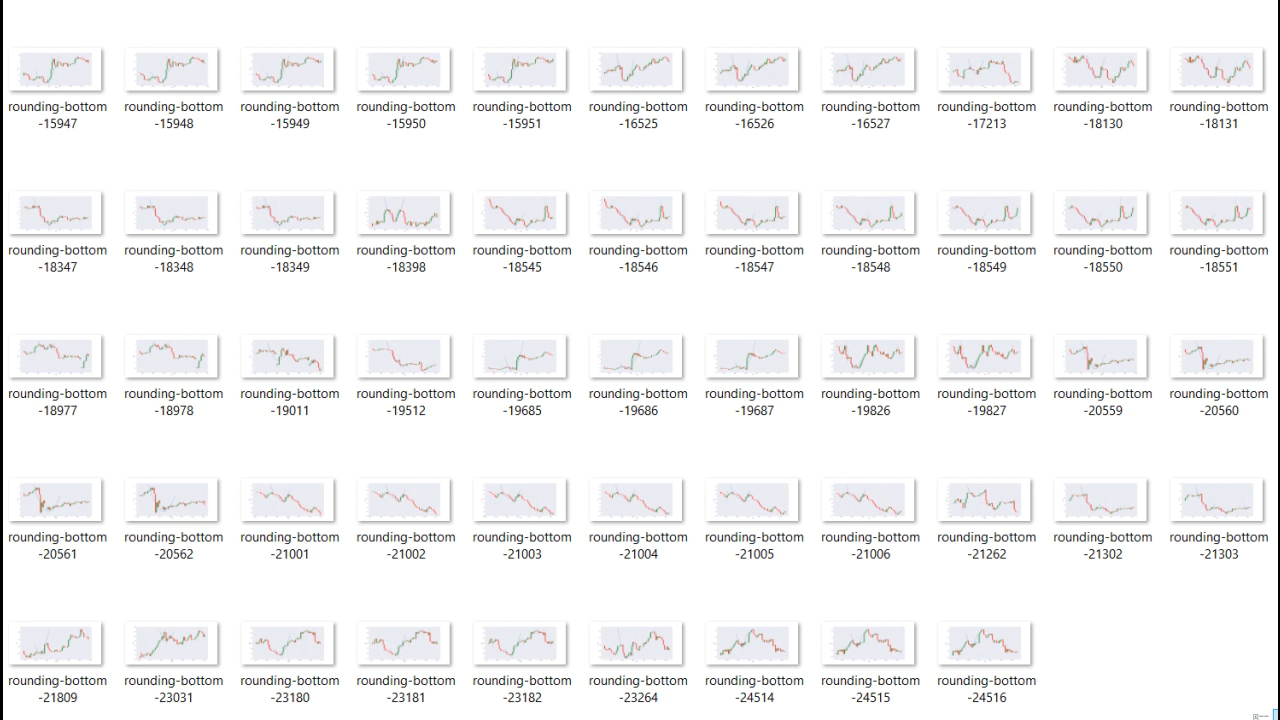 rounding-bottom rounding-bottom rounding-bottom rounding-bottom rounding-bottom rounding-bottom rounding-bottom rounding-bottom rounding-bottom rounding-bottom rounding-bottom
-15947 -15948 -15949 -15950 -15951 -16525 -16526 -16527 -17213 -18130 -18131
rounding-bottom rounding-bottom rounding-bottom rounding-bottom rounding-bottom rounding-bottom rounding-bottom rounding-bottom rounding-bottom rounding-bottom rounding-bottom
-18347 -18348 -18349 -18398 -18545 -18546 -18547 -18548 -18549 -18550 -18551
rounding-bottom rounding-bottom rounding-bottom rounding-bottom rounding-bottom rounding-bottom rounding-bottom rounding-bottom rounding-bottom rounding-bottom rounding-bottom
-18977 -18978 -19011 -19512 -19685 -19686 -19687 -19826 -19827 -20559 -20560
rounding-bottom rounding-bottom rounding-bottom rounding-bottom rounding-bottom rounding-bottom rounding-bottom rounding-bottom rounding-bottom rounding-bottom rounding-bottom
-20561 -20562 -21001 -21002 -21003 -21004 -21005 -21006 -21262 -21302 -21303
rounding-bottom rounding-bottom rounding-bottom rounding-bottom rounding-bottom rounding-bottom rounding-bottom rounding-bottom rounding-bottom
-21809 -23031 -23180 -23181 -23182 -23264 -24514 -24515 -24516